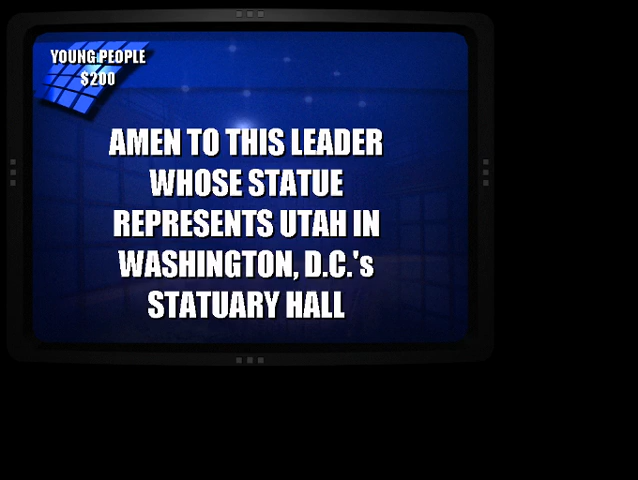 YOUNG PEOPLE
$200
AMEN TO THIS LEADER
WHOSE STATUE
REPRESENTS UTAH IN
WASHINGTON, D.C.'s
STATUARY HALL